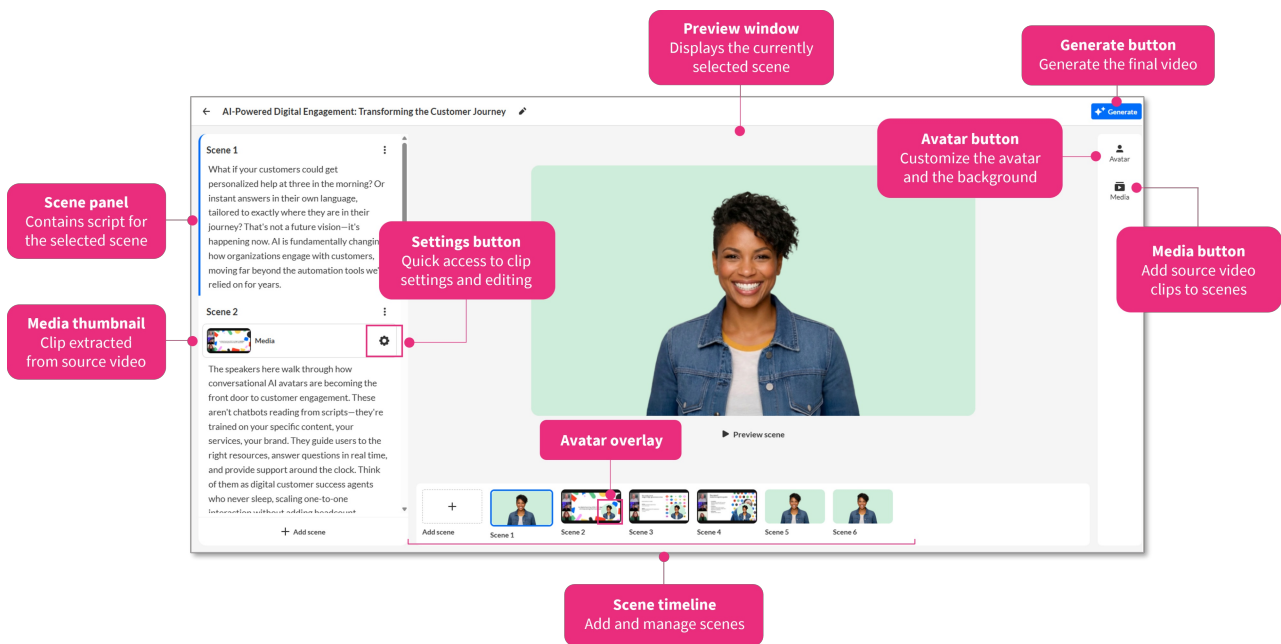 Preview window
Displays the currently
selected scene
Generate button
Generate the final video
← AI-Powered Digital Engagement: Transforming the Customer Journey
Generate
Avatar button
Customize the avatar
and the background
Avatar
Media
Media button
Add source video
clips to scenes
Scene panel
Contains script for
the selected scene
Scene 1
What if your customers could get
personalized help at three in the morning? Or
instant answers in their own language,
tailored to exactly where they are in their
journey? That's not a future vision—it's
happening now. AI is fundamentally changin
how organizations engage with customers,
moving far beyond the automation tools we'
relied on for years.
Settings button
Quick access to clip
settings and editing
Media thumbnail
Clip extracted
from source video
Scene 2
Media
The speakers here walk through how
conversational AI avatars are becoming the
front door to customer engagement. These
aren't chatbots reading from scripts—they're
trained on your specific content, your
services, your brand. They guide users to the
right resources, answer questions in real time,
and provide support around the clock. Think
of them as digital customer success agents
who never sleep, scaling one-to-one
interaction without adding headcount
+ Add scene
Preview scene
Avatar overlay
+
Add scene
Scene 1
Scene 2
Scene 3
Scene 4
Scene 5
Scene 6
Scene timeline
Add and manage scenes